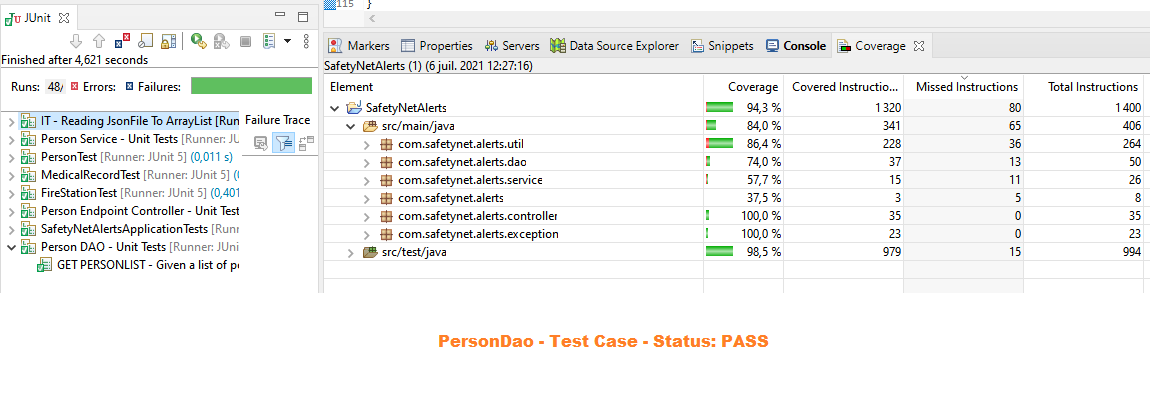 JUnit
Finished after 4,621 seconds
Runs: 48/ Errors: Failures:
IT - Reading JsonFile To ArrayList [Run
Person Service - Unit Tests [Runner: JU
PersonTest [Runner: JUnit 5] (0,011 s)
MedicalRecordTest [Runner: JUnit 5] (0,
FireStationTest [Runner: JUnit 5] (0,401
Person Endpoint Controller - Unit Test
SafetyNetAlertsApplicationTests [Runner:
Person DAO - Unit Tests [Runner: JUni
GET PERSONLIST - Given a list of pe
Failure Trace
115 }
Markers Properties Servers Data Source Explorer Snippets Console Coverage
SafetyNetAlerts (1) (6 juil. 2021 12:27:16)
Element Coverage Covered Instructio... Missed Instructions Total Instructions
SafetyNetAlerts 94,3 % 1 320 80 1 400
src/main/java 84,0 % 341 65 406
com.safetynet.alerts.util 86,4 % 228 36 264
com.safetynet.alerts.dao 74,0 % 37 13 50
com.safetynet.alerts.service 57,7 % 15 11 26
com.safetynet.alerts 37,5 % 3 5 8
com.safetynet.alerts.controller 100,0 % 35 0 35
com.safetynet.alerts.exception 100,0 % 23 0 23
src/test/java 98,5 % 979 15 994
PersonDao - Test Case - Status: PASS